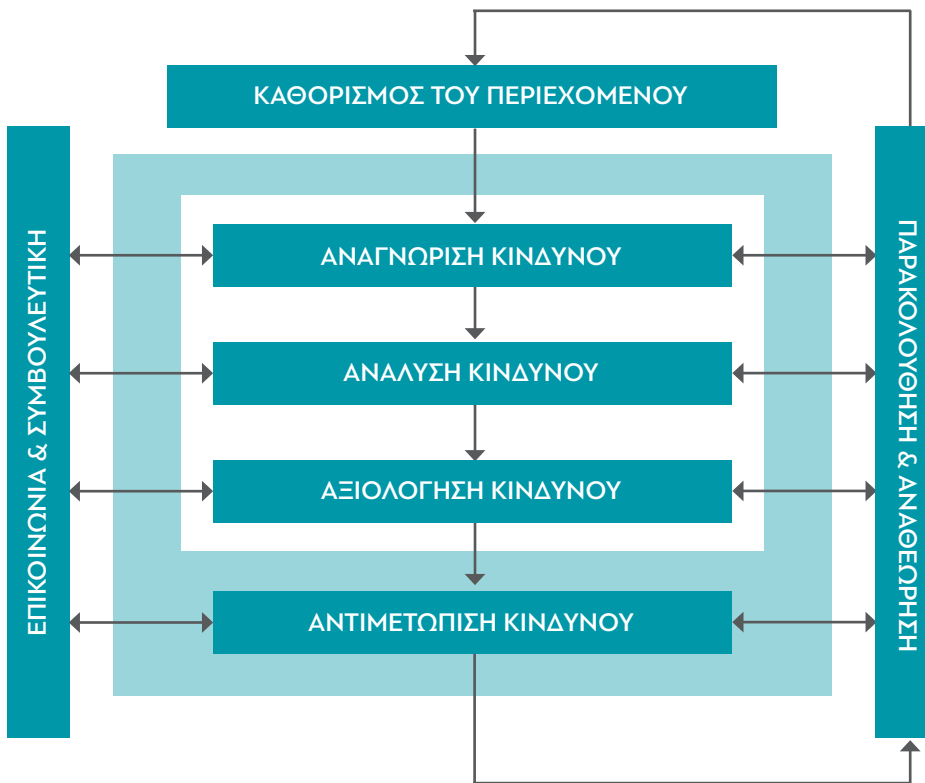 ΚΑΘΟΡΙΣΜΟΣ ΤΟΥ ΠΕΡΙΕΧΟΜΕΝΟΥ
ΕΠΙΚΟΙΝΩΝΙΑ & ΣΥΜΒΟΥΛΕΥΤΙΚΗ
ΑΝΑΓΝΩΡΙΣΗ ΚΙΝΔΥΝΟΥ
ΑΝΑΛΥΣΗ ΚΙΝΔΥΝΟΥ
ΑΞΙΟΛΟΓΗΣΗ ΚΙΝΔΥΝΟΥ
ΑΝΤΙΜΕΤΩΠΙΣΗ ΚΙΝΔΥΝΟΥ
ΠΑΡΑΚΟΛΟΥΘΗΣΗ & ΑΝΑΘΕΩΡΗΣΗ